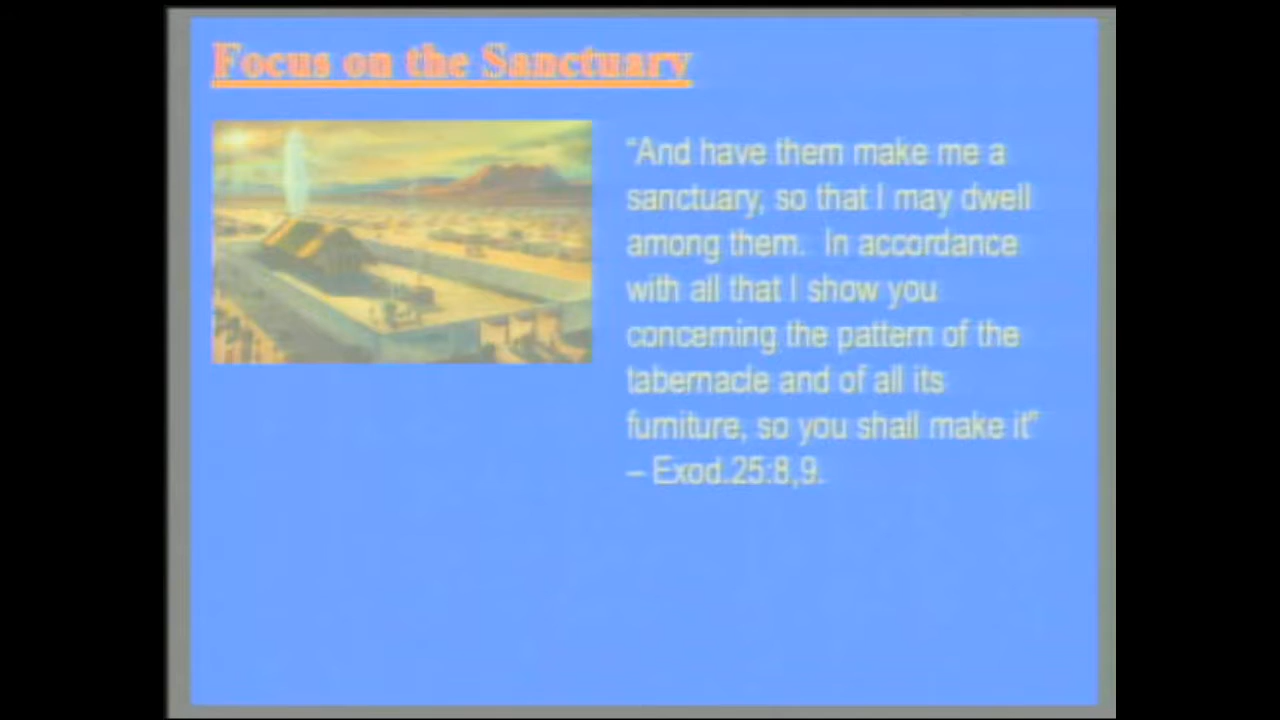 Focus on the Sanctuary
“And have them make me a
sanctuary, so that I may dwell
among them.  In accordance
with all that I show you
concerning the pattern of the
tabernacle and of all its
furniture, so you shall make it”
– Exod.25:8,9.